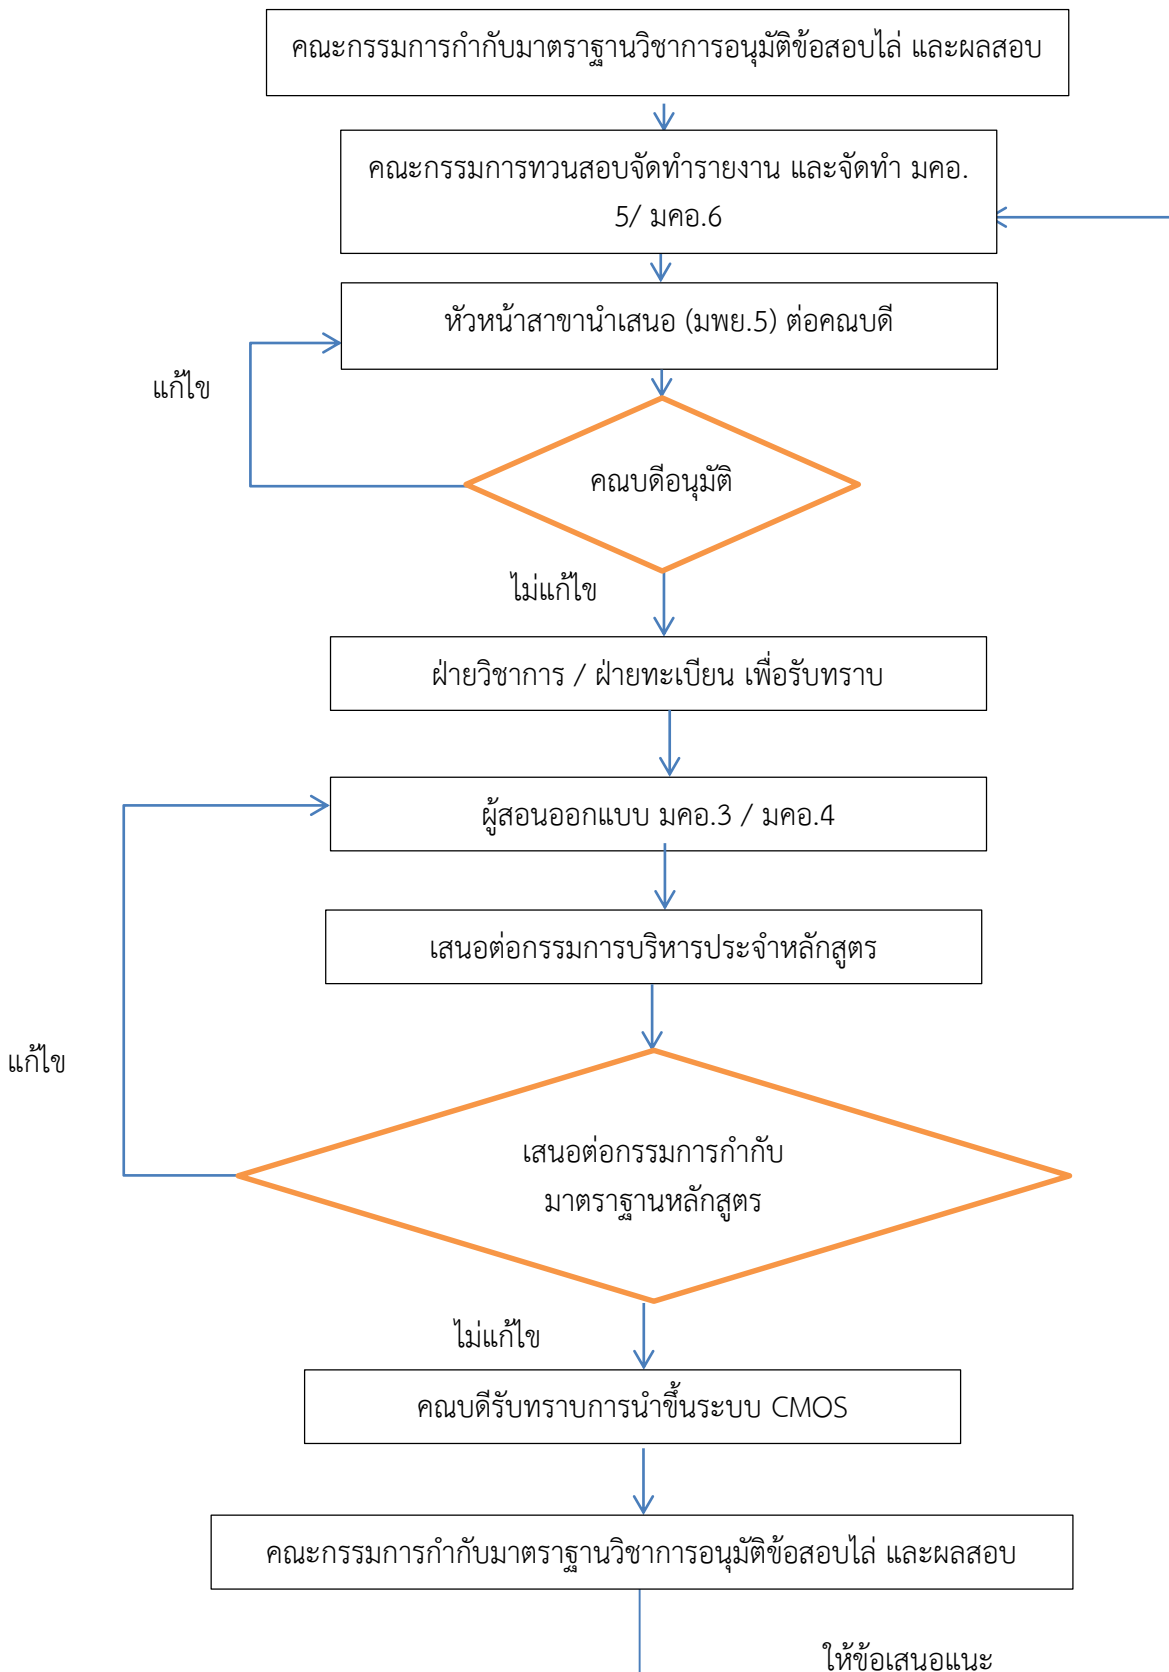 คณะกรรมการกำกับมาตราฐานวิชาการอนุมัติข้อสอบไล่ และผลสอบ
คณะกรรมการทวนสอบจัดทำรายงาน และจัดทำ มคอ.
5/ มคอ.6
หัวหน้าสาขานำเสนอ (มพย.5) ต่อคณบดี
แก้ไข
คณบดีอนุมัติ
ไม่แก้ไข
ฝ่ายวิชาการ / ฝ่ายทะเบียน เพื่อรับทราบ
ผู้สอนออกแบบ มคอ.3 / มคอ.4
เสนอต่อกรรมการบริหารประจำหลักสูตร
แก้ไข
เสนอต่อกรรมการกำกับ
มาตราฐานหลักสูตร
ไม่แก้ไข
คณบดีรับทราบการนำขึ้นระบบ CMOS
คณะกรรมการกำกับมาตราฐานวิชาการอนุมัติข้อสอบไล่ และผลสอบ
ให้ข้อเสนอแนะ